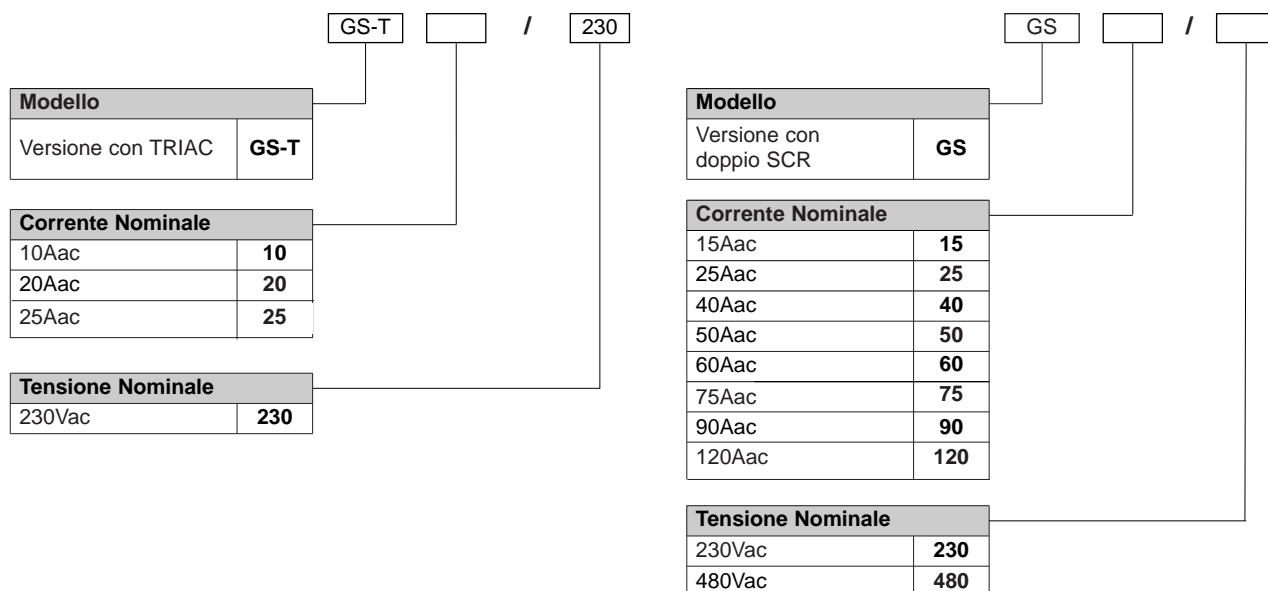 GS-T / 230
Modello
Versione con TRIAC GS-T
Corrente Nominale
10Aac 10
20Aac 20
25Aac 25
Tensione Nominale
230Vac 230
GS /
Modello
Versione con
doppio SCR GS
Corrente Nominale
15Aac 15
25Aac 25
40Aac 40
50Aac 50
60Aac 60
75Aac 75
90Aac 90
120Aac 120
Tensione Nominale
230Vac 230
480Vac 480